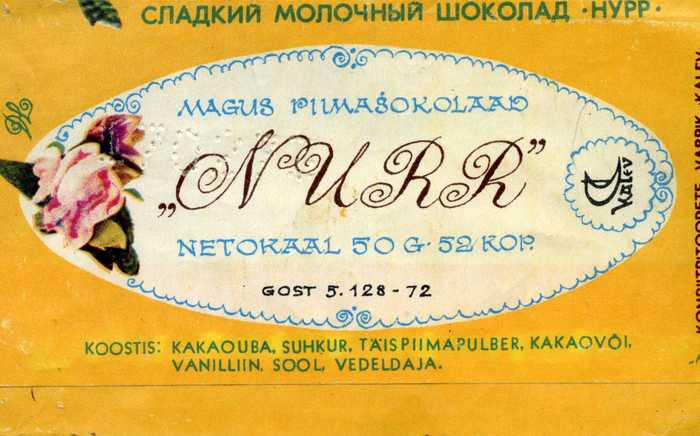 СЛАДКИЙ МОЛОЧНЫЙ ШОКОЛАД ·НУРР·
MAGUS PIIMAŠOKOLAAD
„NURR”
KALEV
NETOKAAL 50 G· 52 KOP.
GOST 5.128-72
KOOSTIS: KAKAOUBA, SUHKUR, TÄISPIIMAPULBER, KAKAOVÕI,
VANILLIIN, SOOL, VEDELDAJA.